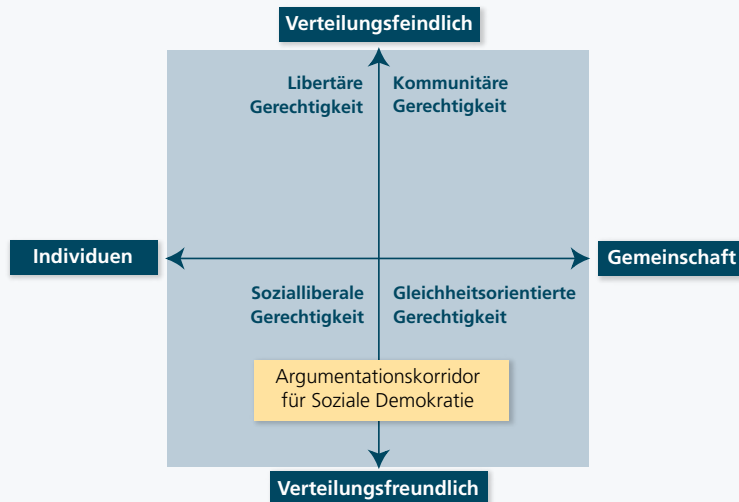 Verteilungsfeindlich
Libertäre
Gerechtigkeit
Kommunitäre
Gerechtigkeit
Individuen
Gemeinschaft
Sozialliberale
Gerechtigkeit
Gleichheitsorientierte
Gerechtigkeit
Argumentationskorridor
für Soziale Demokratie
Verteilungsfreundlich